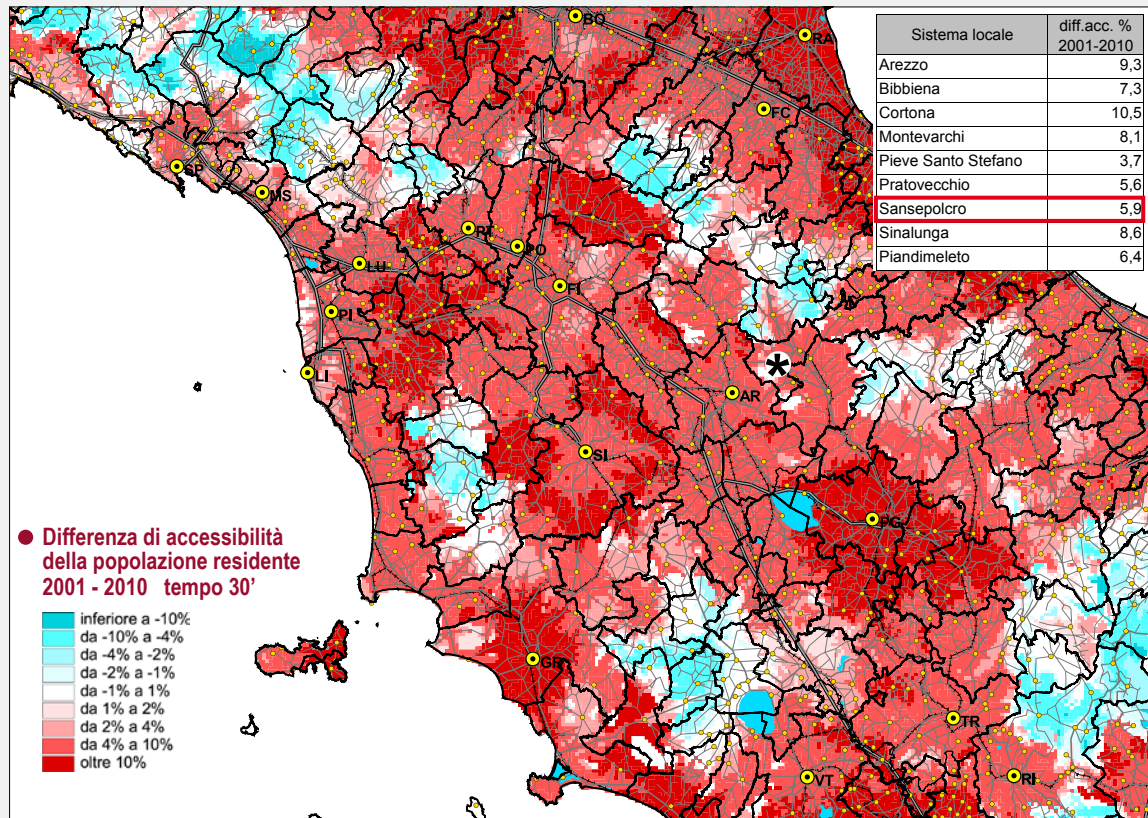 Sistema locale diff.acc. % 2001-2010
Arezzo 9,3
Bibbiena 7,3
Cortona 10,5
Montevarchi 8,1
Pieve Santo Stefano 3,7
Pratovecchio 5,6
Sansepolcro 5,9
Sinalunga 8,6
Piandimeleto 6,4
BO
RA
FC
SP
MS
PT
PO
LU
FI
PI
LI
*
AR
SI
PG
GR
TR
VT
RI
Differenza di accessibilità
della popolazione residente
2001 - 2010 tempo 30'
inferiore a -10%
da -10% a -4%
da -4% a -2%
da -2% a -1%
da -1% a 1%
da 1% a 2%
da 2% a 4%
da 4% a 10%
oltre 10%